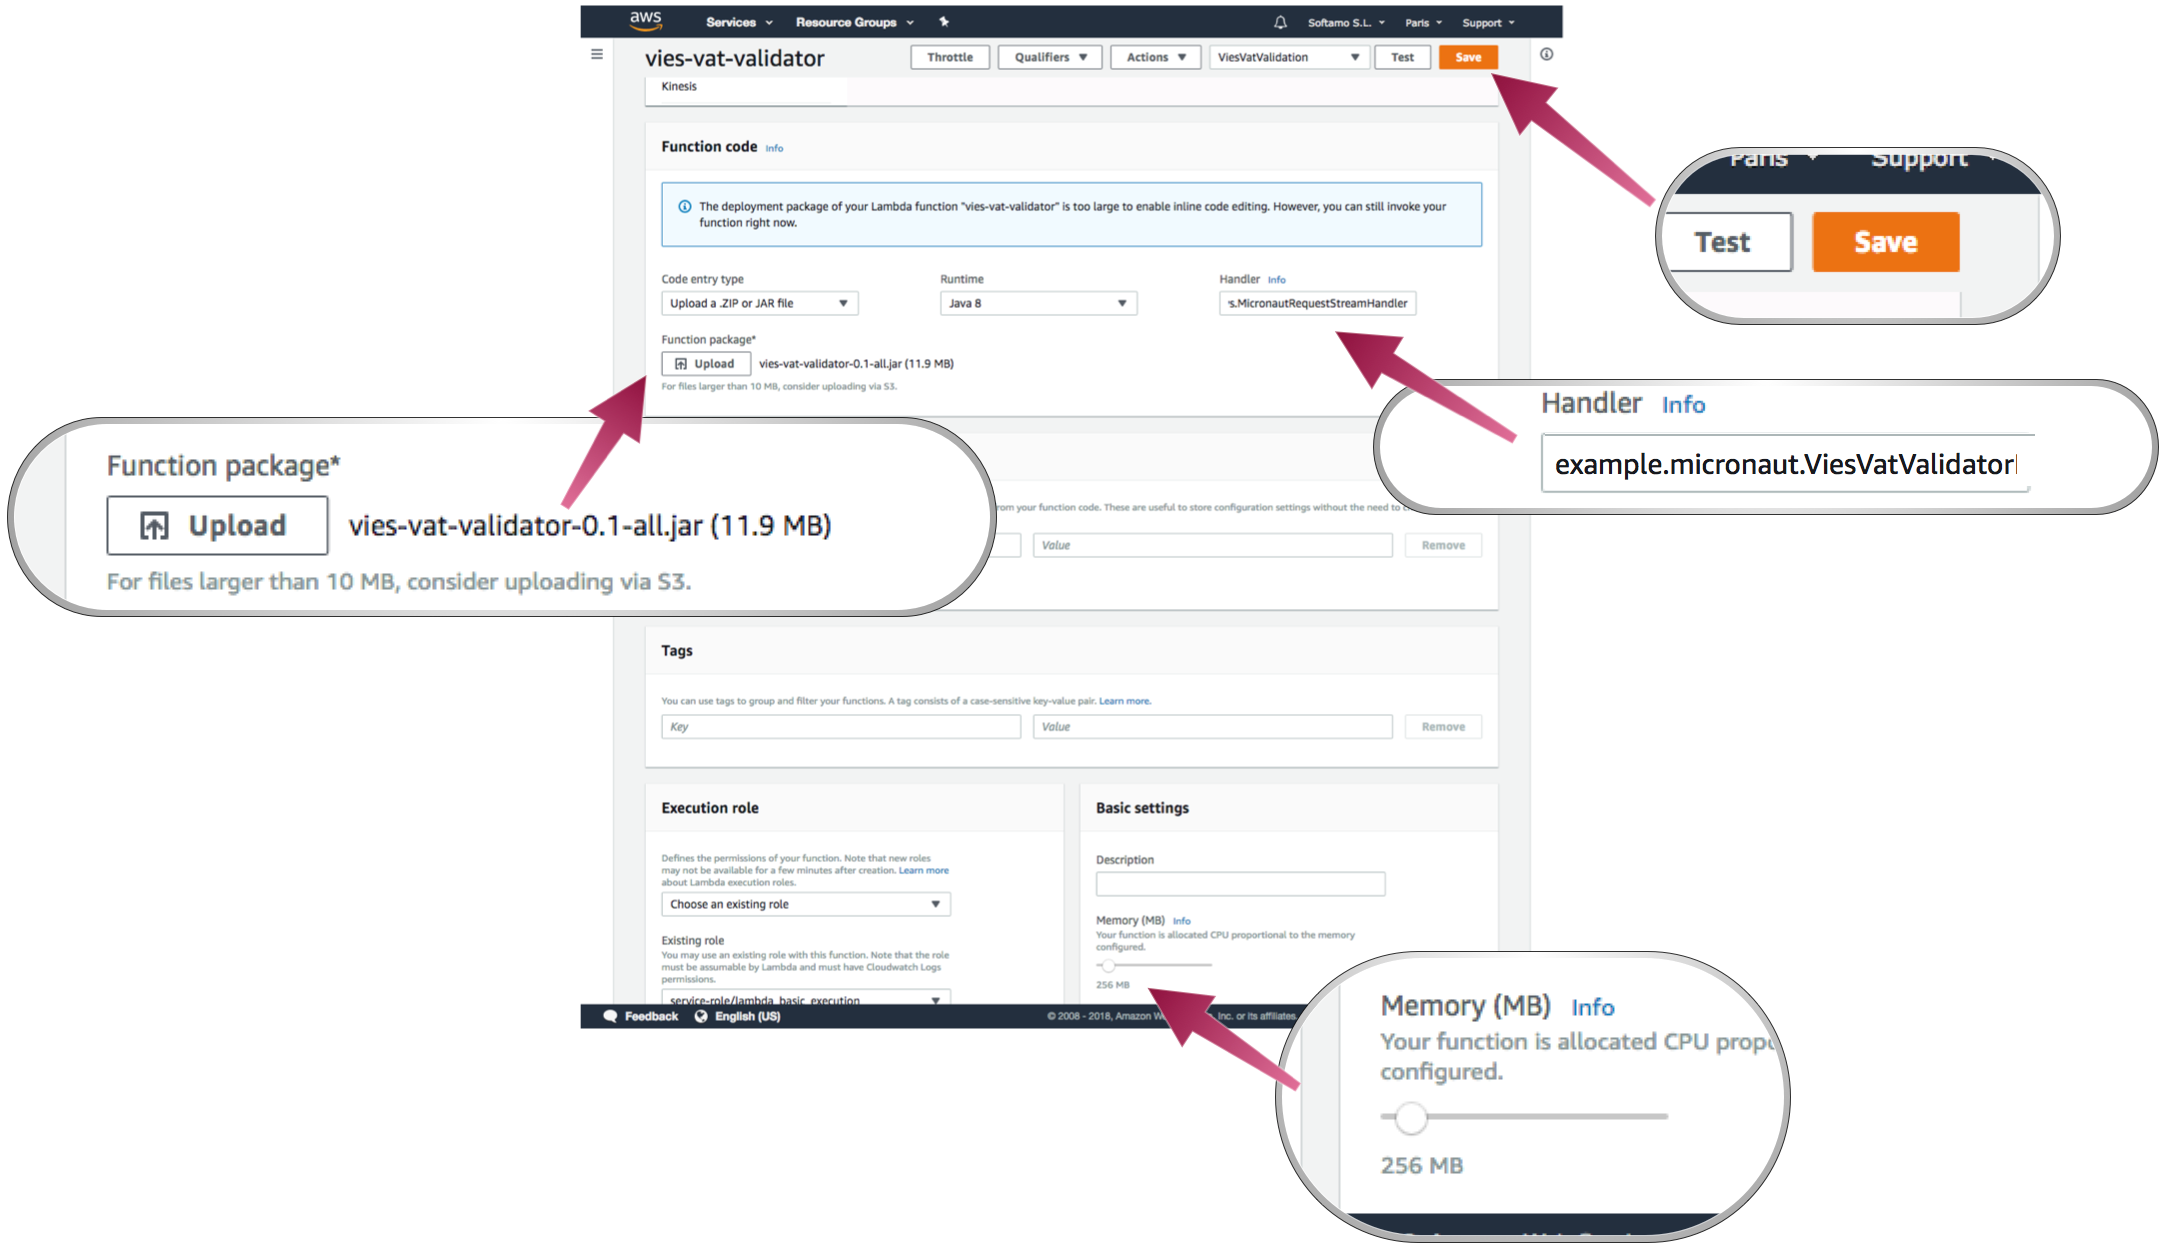 aws Services Resource Groups Softamo S.L. Paris Support
vies-vat-validator Throttle Qualifiers Actions ViesVatValidation Test Save
Kinesis
Function code Info
The deployment package of your Lambda function "vies-vat-validator" is too large to enable inline code editing. However, you can still invoke your
function right now.
Code entry type Runtime Handler Info
Upload a .ZIP or JAR file Java 8 s.MicronautRequestStreamHandler
Function package*
Upload vies-vat-validator-0.1-all.jar (11.9 MB)
For files larger than 10 MB, consider uploading via S3.
Paris Support
Test Save
Handler Info
example.micronaut.ViesVatValidator
Function package*
Upload vies-vat-validator-0.1-all.jar (11.9 MB)
For files larger than 10 MB, consider uploading via S3.
from your function code. These are useful to store configuration settings without the need to
Value Remove
Tags
You can use tags to group and filter your functions. A tag consists of a case-sensitive key-value pair. Learn more.
Key Value Remove
Execution role
Defines the permissions of your function. Note that new roles
may not be available for a few minutes after creation. Learn more
about Lambda execution roles.
Choose an existing role
Existing role
You may use an existing role with this function. Note that the role
must be assumable by Lambda and must have Cloudwatch Logs
permissions.
service-role/lambda_basic_execution
Basic settings
Description
Memory (MB) Info
Your function is allocated CPU proportional to the memory
configured.
256 MB
Feedback English (US) © 2008 - 2018, Amazon W Inc. or its affiliates.
Memory (MB) Info
Your function is allocated CPU propo
configured.
256 MB